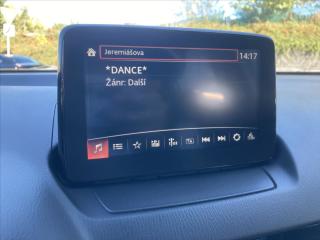 Jeremiášova
14:17
*DANCE*
Žánr: Další